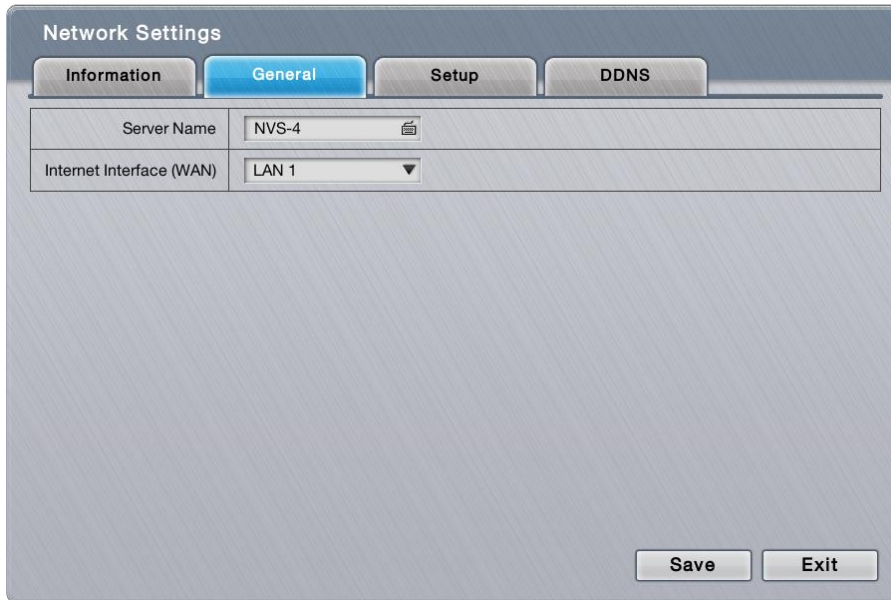 Network Settings
Information General Setup DDNS
Server Name NVS-4
Internet Interface (WAN) LAN 1
Save Exit